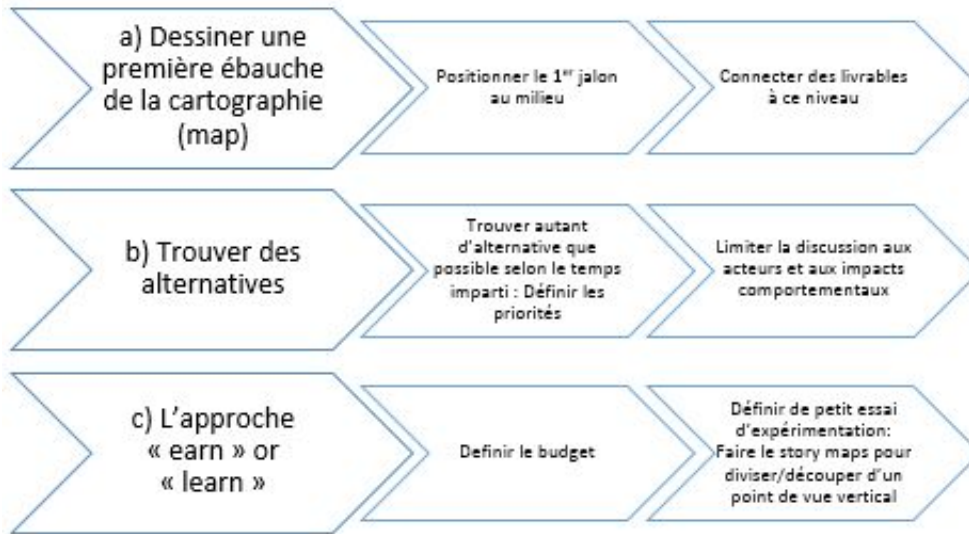 a) Dessiner une
première ébauche
de la cartographie
(map)
Positionner le 1er jalon
au milieu
Connecter des livrables
à ce niveau
b) Trouver des
alternatives
Trouver autant
d'alternative que
possible selon le temps
imparti : Définir les
priorités
Limiter la discussion aux
acteurs et aux impacts
comportementaux
c) L'approche
« earn » or
« learn »
Definir le budget
Définir de petit essai
d'expérimentation:
Faire le story maps pour
diviser/découper d'un
point de vue vertical